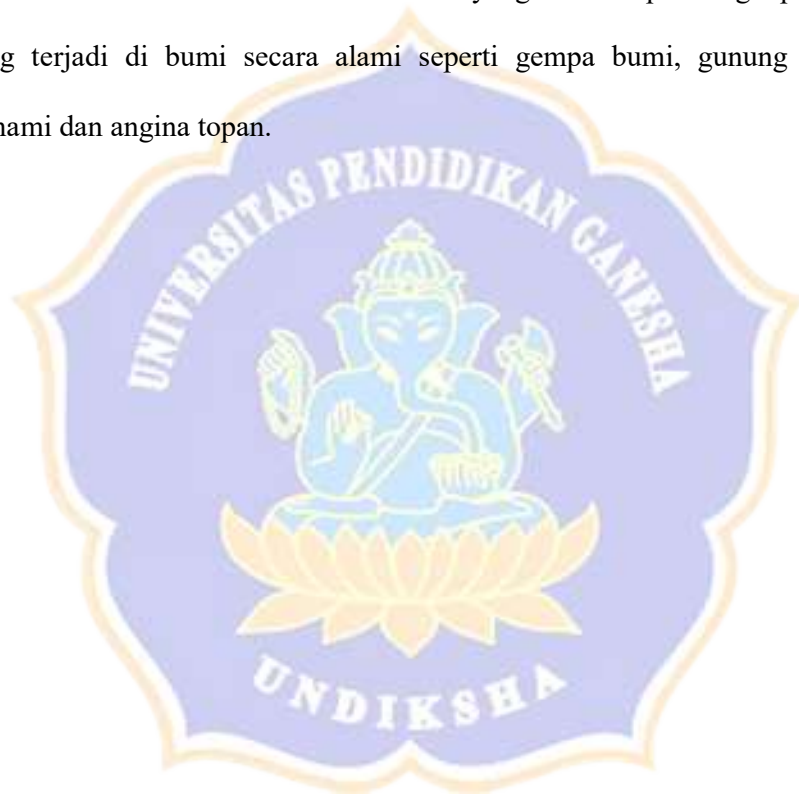 g terjadi di bumi secara alami seperti gempa bumi, gunung
nami dan angina topan.
UNIVERSITAS PENDIDIKAN GANESHA
UNDIKSHA